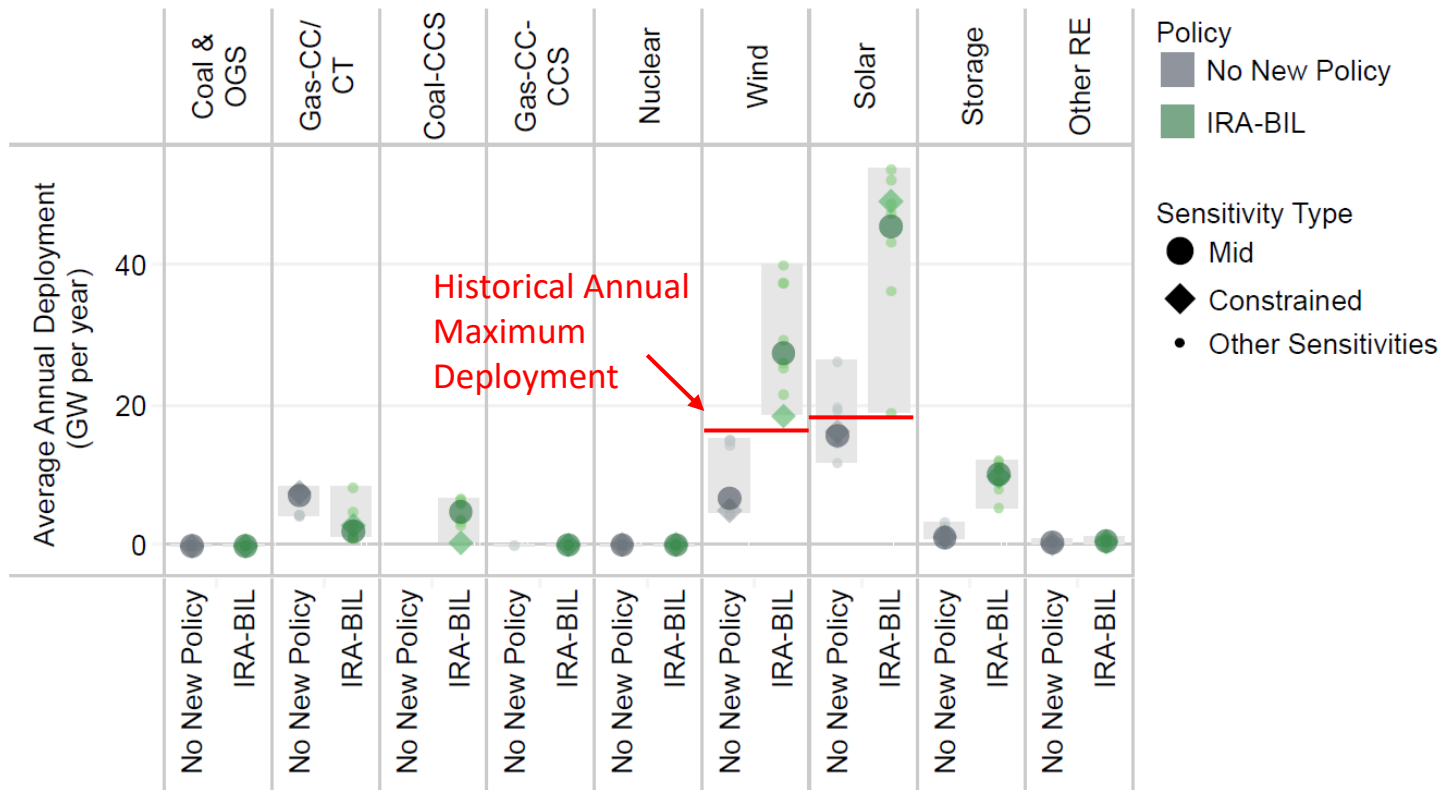 Coal &
OGS
Gas-CC/
CT
Coal-CCS
Gas-CC-
CCS
Nuclear
Wind
Solar
Storage
Other RE
Policy
No New Policy
IRA-BIL
Sensitivity Type
Mid
Constrained
Other Sensitivities
Average Annual Deployment
(GW per year)
40
20
0
Historical Annual
Maximum
Deployment
No New Policy
IRA-BIL
No New Policy
IRA-BIL
No New Policy
IRA-BIL
No New Policy
IRA-BIL
No New Policy
IRA-BIL
No New Policy
IRA-BIL
No New Policy
IRA-BIL
No New Policy
IRA-BIL
No New Policy
IRA-BIL